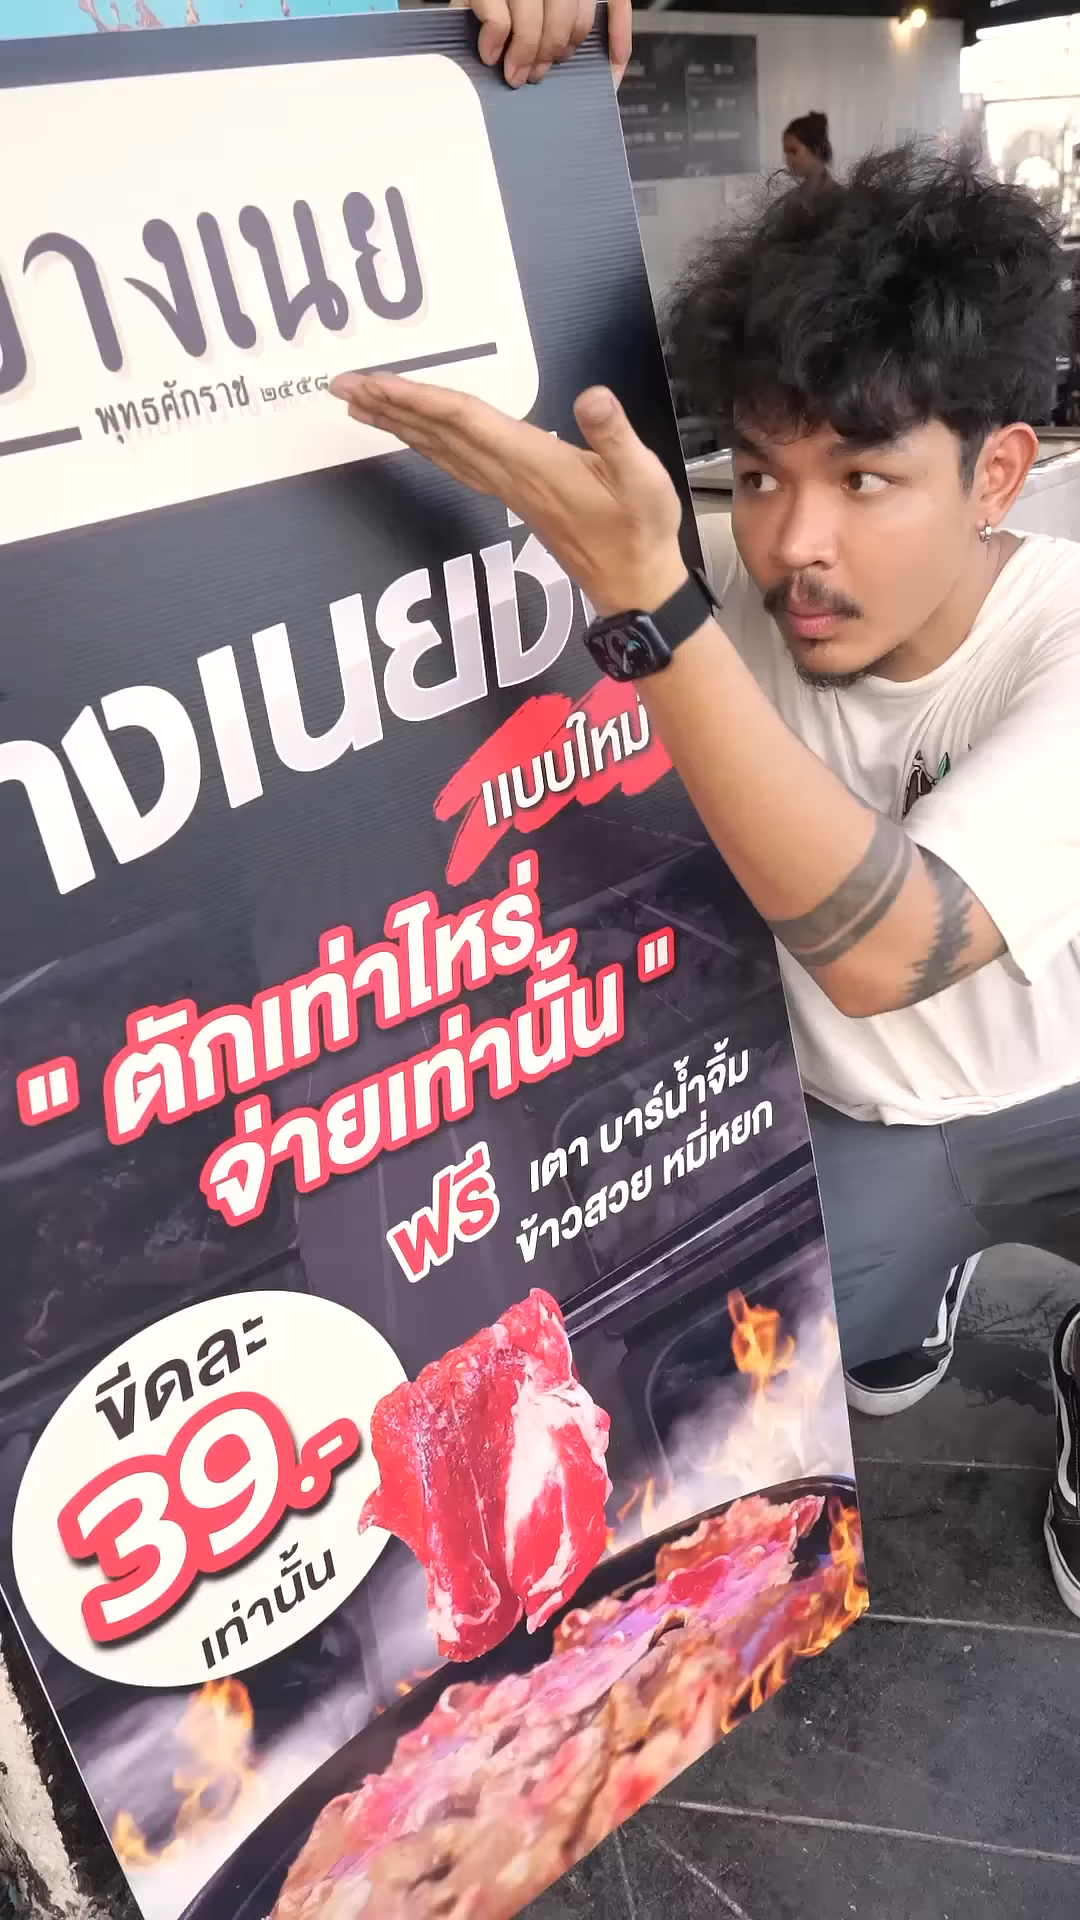 างเนย
พุทธศักราช ๒๕๕๘
างเนยช
แบบใหม่
" ตักเท่าไหร่
จ่ายเท่านั้น "
ฟรี เตา บาร์น้ำจิ้ม
ข้าวสวย หมี่หยก
ขีดละ
39.-
เท่านั้น